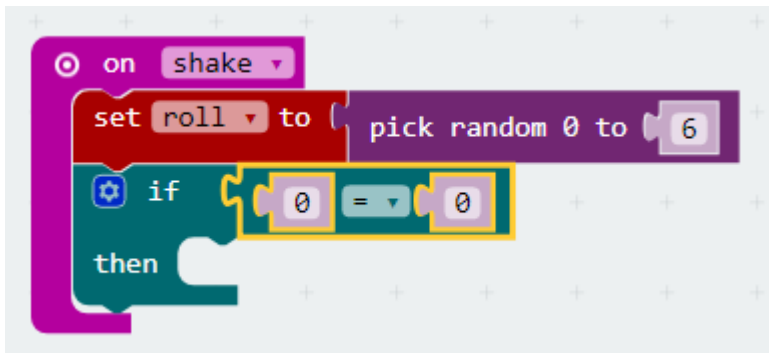 on shake
set roll to pick random 0 to 6
if 0 = 0
then